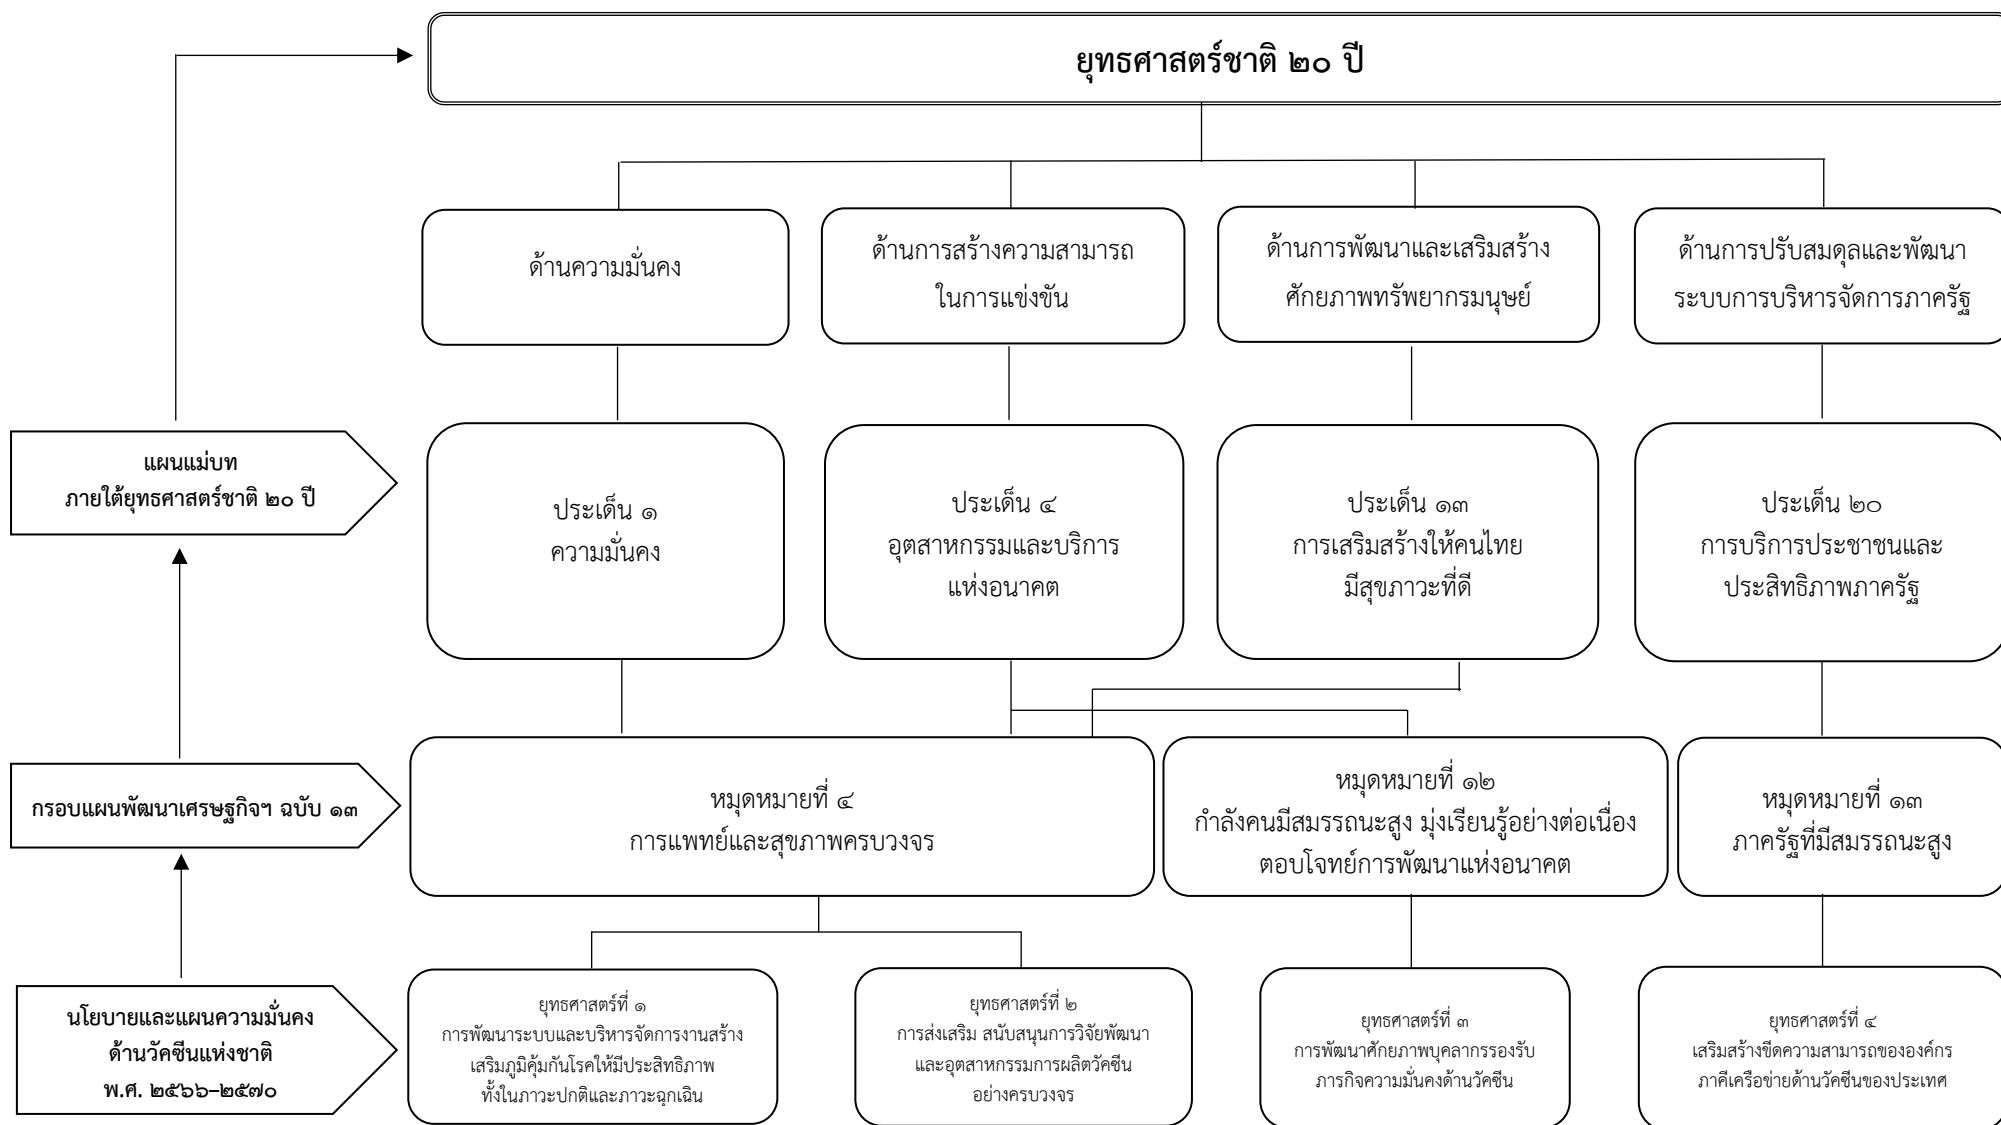 ยุทธศาสตร์ชาติ ๒๐ ปี
ด้านความมั่นคง
ด้านการสร้างความสามารถ
ในการแข่งขัน
ด้านการพัฒนาและเสริมสร้าง
ศักยภาพทรัพยากรมนุษย์
ด้านการปรับสมดุลและพัฒนา
ระบบการบริหารจัดการภาครัฐ
แผนแม่บท
ภายใต้ยุทธศาสตร์ชาติ ๒๐ ปี
ประเด็น ๑
ความมั่นคง
ประเด็น ๔
อุตสาหกรรมและบริการ
แห่งอนาคต
ประเด็น ๑๓
การเสริมสร้างให้คนไทย
มีสุขภาวะที่ดี
ประเด็น ๒๐
การบริการประชาชนและ
ประสิทธิภาพภาครัฐ
กรอบแผนพัฒนาเศรษฐกิจฯ ฉบับ ๑๓
หมุดหมายที่ ๔
การแพทย์และสุขภาพครบวงจร
หมุดหมายที่ ๑๒
กำลังคนมีสมรรถนะสูง มุ่งเรียนรู้อย่างต่อเนื่อง
ตอบโจทย์การพัฒนาแห่งอนาคต
หมุดหมายที่ ๑๓
ภาครัฐที่มีสมรรถนะสูง
นโยบายและแผนความมั่นคง
ด้านวัคซีนแห่งชาติ
พ.ศ. ๒๕๖๖–๒๕๗๐
ยุทธศาสตร์ที่ ๑
การพัฒนาระบบและบริหารจัดการงานสร้าง
เสริมภูมิคุ้มกันโรคให้มีประสิทธิภาพ
ทั้งในภาวะปกติและภาวะฉุกเฉิน
ยุทธศาสตร์ที่ ๒
การส่งเสริม สนับสนุนการวิจัยพัฒนา
และอุตสาหกรรมการผลิตวัคซีน
อย่างครบวงจร
ยุทธศาสตร์ที่ ๓
การพัฒนาศักยภาพบุคลากรรองรับ
ภารกิจความมั่นคงด้านวัคซีน
ยุทธศาสตร์ที่ ๔
เสริมสร้างขีดความสามารถขององค์กร
ภาคีเครือข่ายด้านวัคซีนของประเทศ